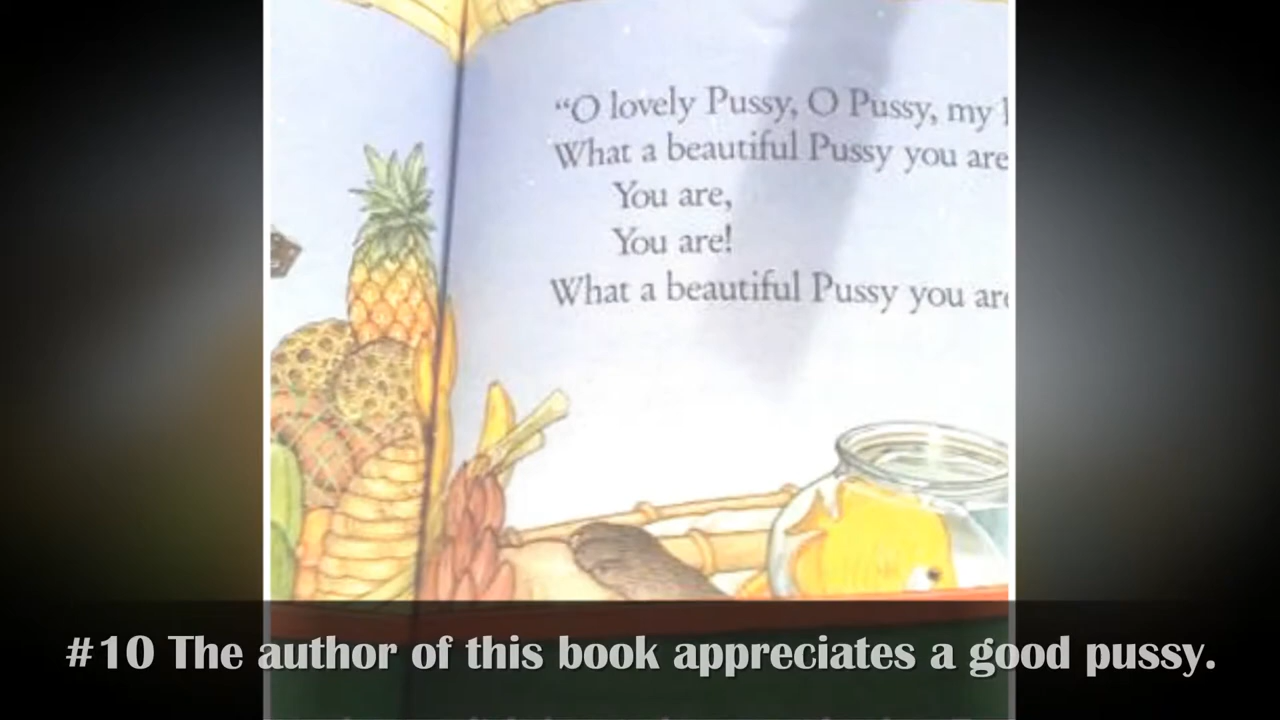 “O lovely Pussy, O Pussy, my
What a beautiful Pussy you are
You are,
You are!
What a beautiful Pussy you are
#10 The author of this book appreciates a good pussy.